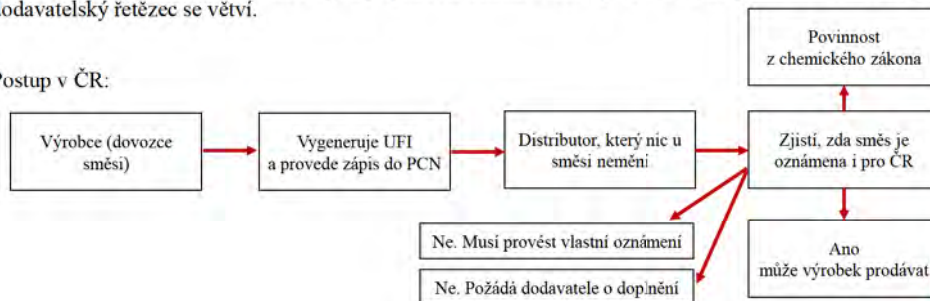 dodavatelský řetězec se větví.
Postup v ČR:
Povinnost
z chemického zákona
Výrobce (dovozce
směsi)
Vygeneruje UFI
a provede zápis do PCN
Distributor, který nic u
směsi nemění
Zjistí, zda směs je
oznámena i pro ČR
Ne. Musí provést vlastní oznámení
Ne. Požádá dodavatele o doplnění
Ano
může výrobek prodávat